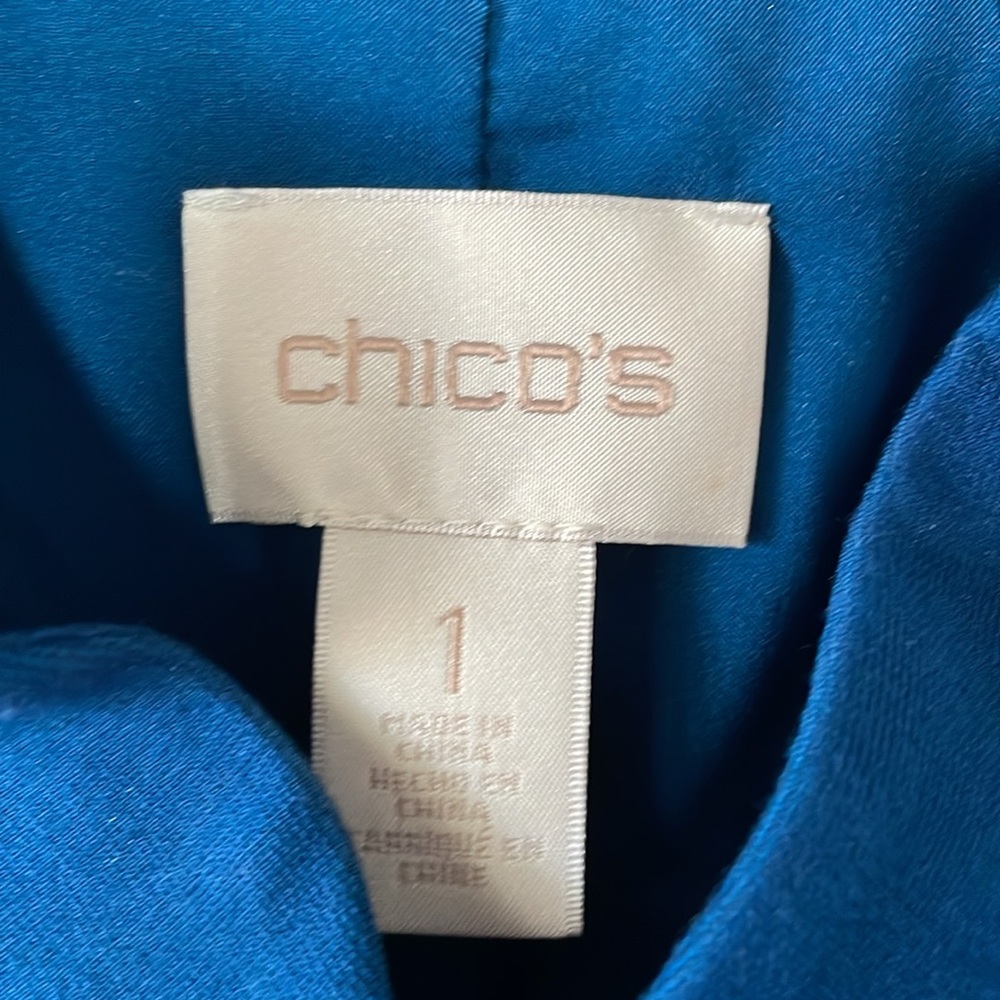 chico's
1
MADE IN
CHINA
HECHO EN
CHINA
FABRIQUÉ EN
CHINE